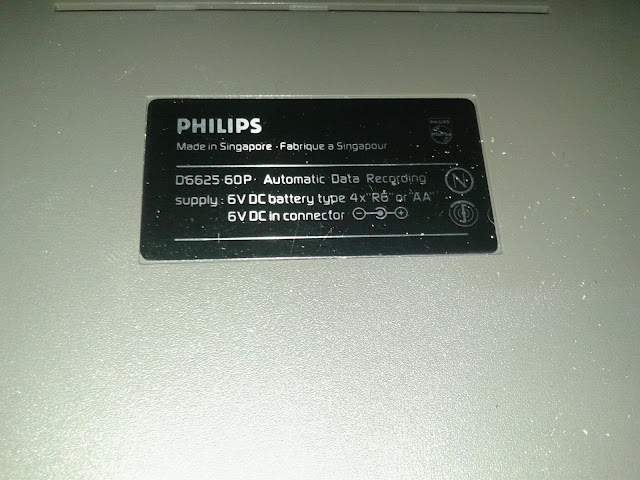 PHILIPS
PHILIPS
Made in Singapore · Fabrique a Singapour
D6625·60P · Automatic Data Recording
supply : 6V DC battery type 4x "R6" or "AA"
6V DC in connector
N